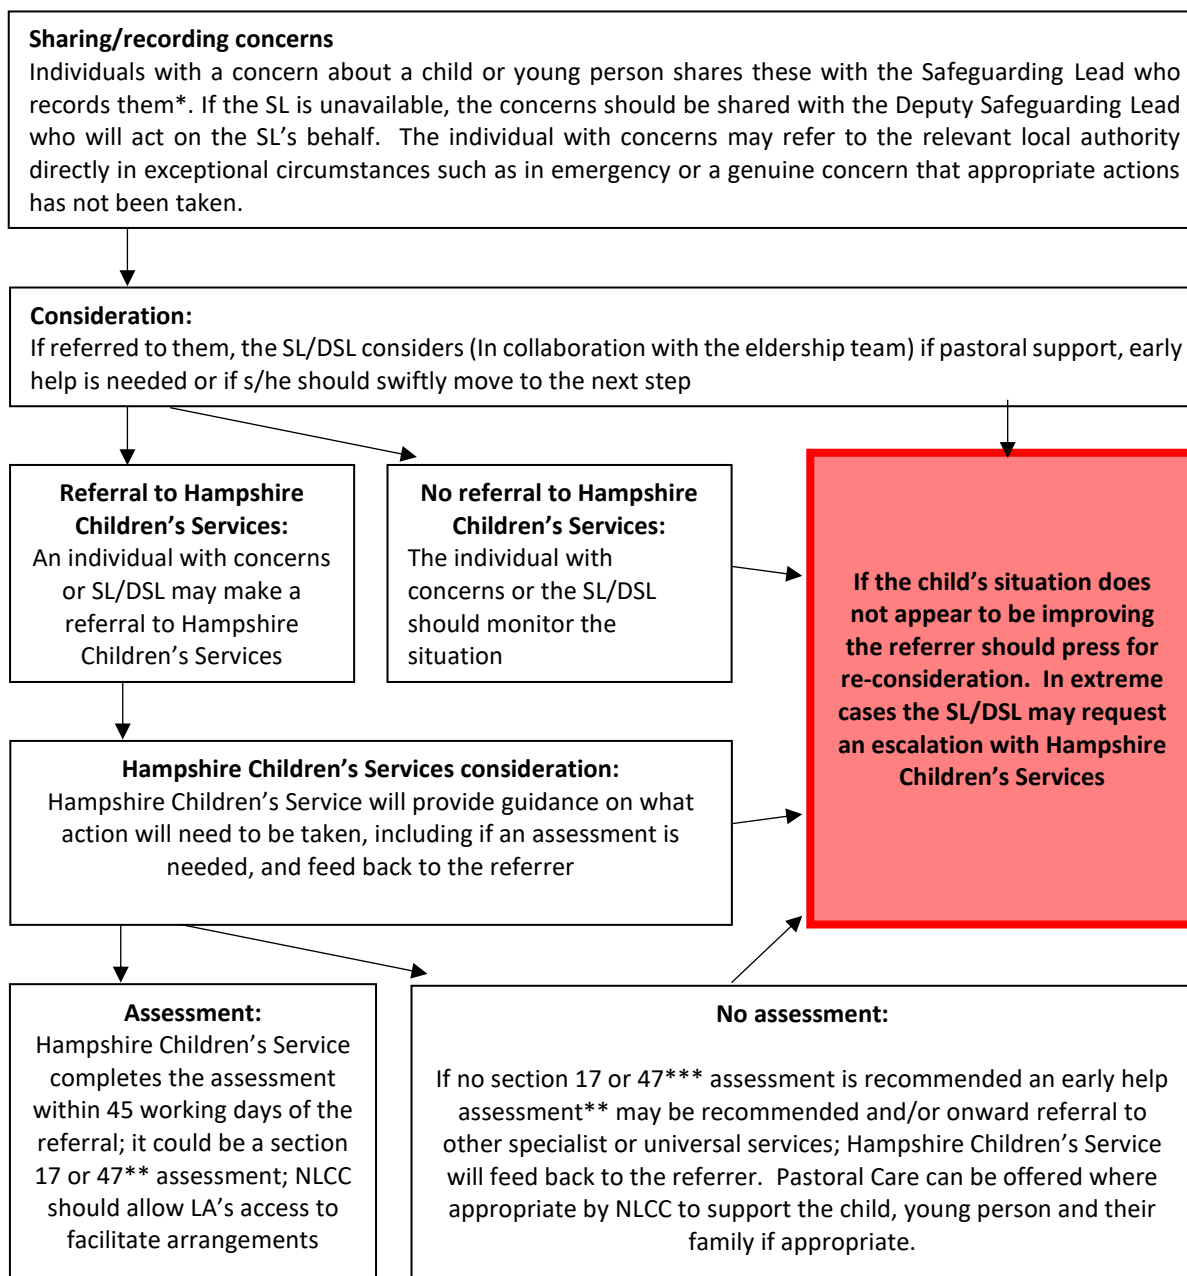 Sharing/recording concerns
Individuals with a concern about a child or young person shares these with the Safeguarding Lead who
records them*. If the SL is unavailable, the concerns should be shared with the Deputy Safeguarding Lead
who will act on the SL’s behalf. The individual with concerns may refer to the relevant local authority
directly in exceptional circumstances such as in emergency or a genuine concern that appropriate actions
has not been taken.
Consideration:
If referred to them, the SL/DSL considers (In collaboration with the eldership team) if pastoral support, early
help is needed or if s/he should swiftly move to the next step
Referral to Hampshire
Children’s Services:
An individual with concerns
or SL/DSL may make a
referral to Hampshire
Children’s Services
No referral to Hampshire
Children’s Services:
The individual with
concerns or the SL/DSL
should monitor the
situation
If the child’s situation does
not appear to be improving
the referrer should press for
re-consideration. In extreme
cases the SL/DSL may request
an escalation with Hampshire
Children’s Services
Hampshire Children’s Services consideration:
Hampshire Children’s Service will provide guidance on what
action will need to be taken, including if an assessment is
needed, and feed back to the referrer
Assessment:
Hampshire Children’s Service
completes the assessment
within 45 working days of the
referral; it could be a section
17 or 47** assessment; NLCC
should allow LA’s access to
facilitate arrangements
No assessment:
If no section 17 or 47*** assessment is recommended an early help
assessment** may be recommended and/or onward referral to
other specialist or universal services; Hampshire Children’s Service
will feed back to the referrer. Pastoral Care can be offered where
appropriate by NLCC to support the child, young person and their
family if appropriate.